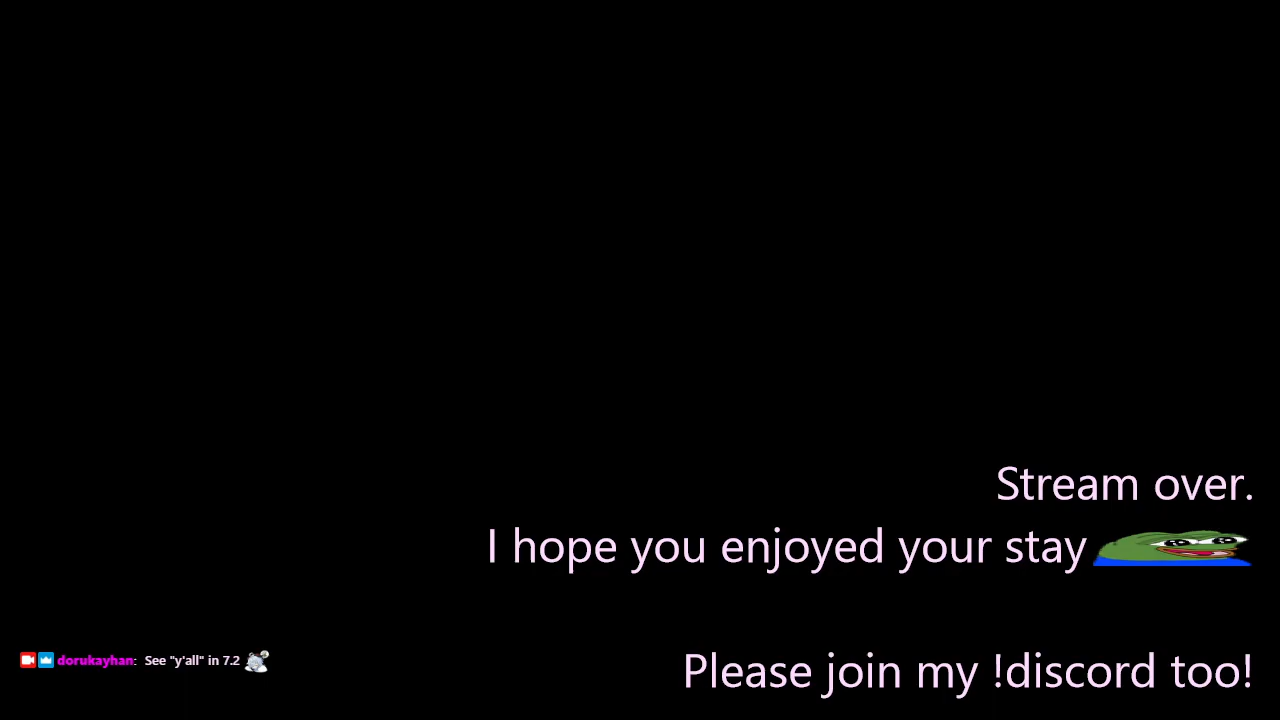 Stream over.
I hope you enjoyed your stay
dorukayhan: See "y'all" in 7.2
Please join my !discord too!